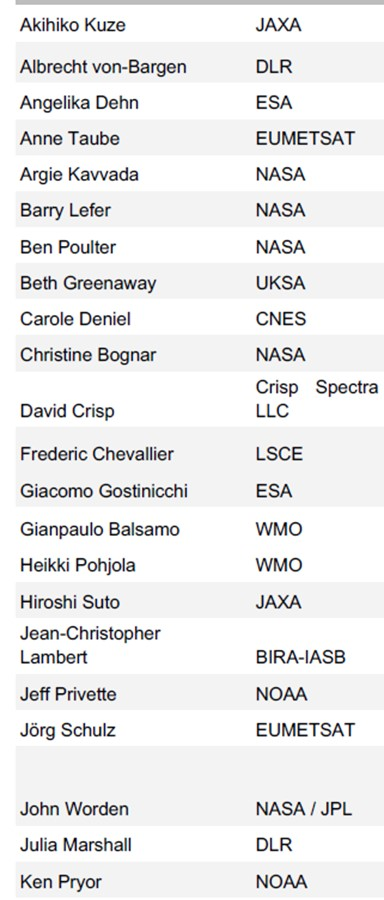 Akihiko Kuze JAXA
Albrecht von-Bargen DLR
Angelika Dehn ESA
Anne Taube EUMETSAT
Argie Kavvada NASA
Barry Lefer NASA
Ben Poulter NASA
Beth Greenaway UKSA
Carole Deniel CNES
Christine Bognar NASA
Crisp Spectra
David Crisp LLC
Frederic Chevallier LSCE
Giacomo Gostinicchi ESA
Gianpaulo Balsamo WMO
Heikki Pohjola WMO
Hiroshi Suto JAXA
Jean-Christopher
Lambert BIRA-IASB
Jeff Privette NOAA
Jörg Schulz EUMETSAT
John Worden NASA / JPL
Julia Marshall DLR
Ken Pryor NOAA